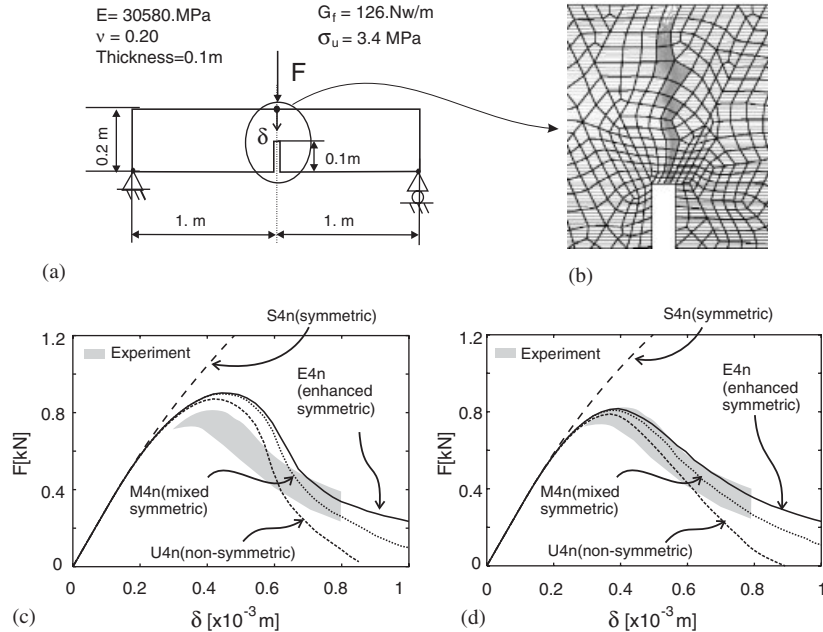 E= 30580.MPa
ν = 0.20
Thickness=0.1m
G_f = 126.Nw/m
σ_u = 3.4 MPa
F
δ
0.2 m
0.1m
1. m
1. m
(a)
(b)
S4n(symmetric)
Experiment
E4n
(enhanced
symmetric)
M4n(mixed
symmetric)
U4n(non-symmetric)
F[kN]
1.2
0.8
0.4
0
0
0.2
0.4
0.6
0.8
1
δ [x10⁻³ m]
(c)
S4n(symmetric)
Experiment
E4n
(enhanced
symmetric)
M4n(mixed
symmetric)
U4n(non-symmetric)
F[kN]
1.2
0.8
0.4
0
0
0.2
0.4
0.6
0.8
1
δ [x10⁻³ m]
(d)